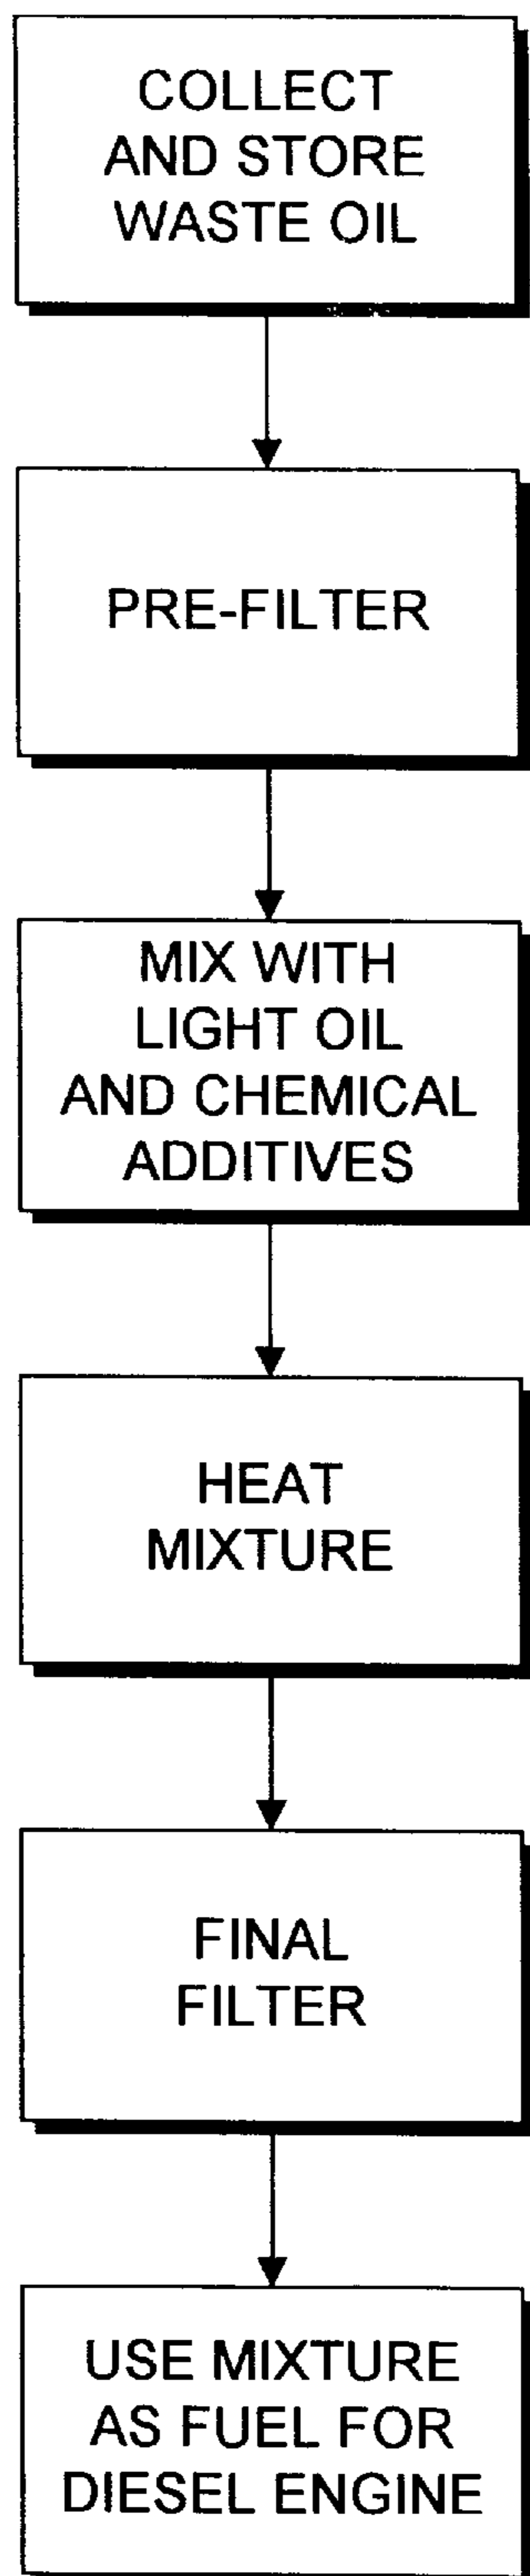 COLLECT
AND STORE
WASTE OIL
PRE-FILTER
MIX WITH
LIGHT OIL
AND CHEMICAL
ADDITIVES
HEAT
MIXTURE
FINAL
FILTER
USE MIXTURE
AS FUEL FOR
DIESEL ENGINE